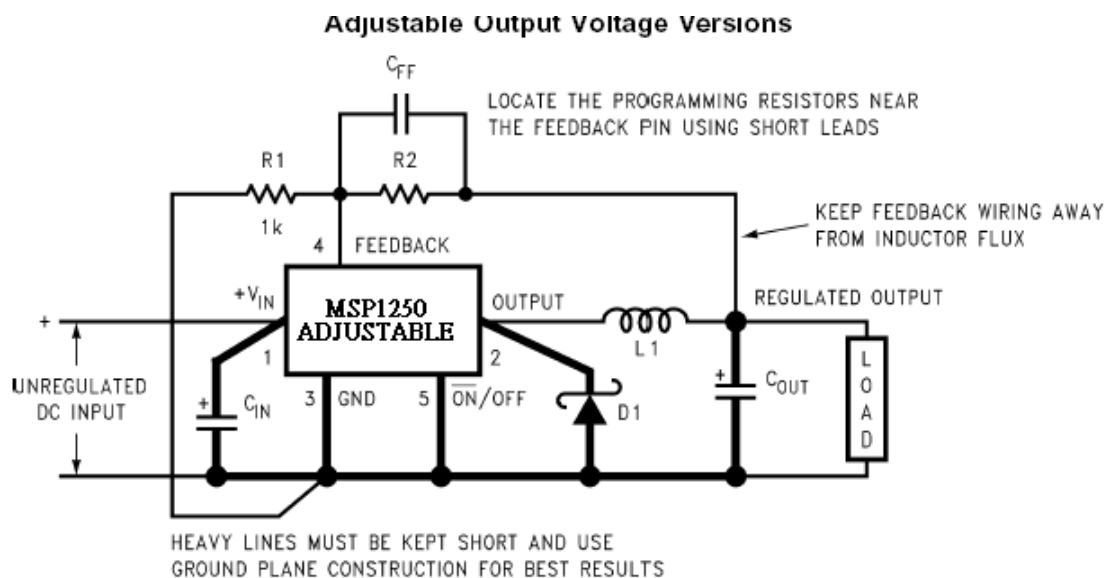 Adjustable Output Voltage Versions
CFF
LOCATE THE PROGRAMMING RESISTORS NEAR
THE FEEDBACK PIN USING SHORT LEADS
R1
R2
1k
4
FEEDBACK
KEEP FEEDBACK WIRING AWAY
FROM INDUCTOR FLUX
+VIN
MSP1250
ADJUSTABLE
OUTPUT
REGULATED OUTPUT
+
1
2
L1
UNREGULATED
DC INPUT
+
CIN
3
GND
5
ON/OFF
D1
+
COUT
LOAD
HEAVY LINES MUST BE KEPT SHORT AND USE
GROUND PLANE CONSTRUCTION FOR BEST RESULTS